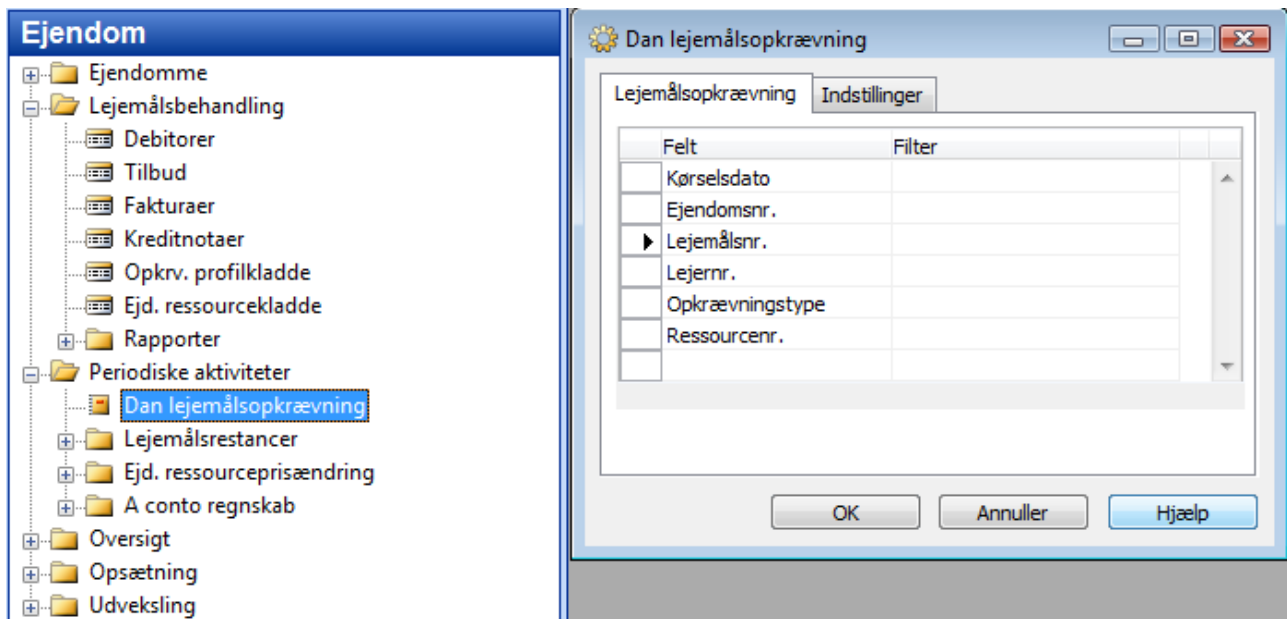 Ejendom
Ejendomme
Lejemålsbehandling
Debitorer
Tilbud
Fakturaer
Kreditnotaer
Opkrv. profilkladde
Ejd. ressourcekladde
Rapporter
Periodiske aktiviteter
Dan lejemålsopkrævning
Lejemålsrestancer
Ejd. ressourceprisændring
A conto regnskab
Oversigt
Opsætning
Udveksling
Dan lejemålsopkrævning
Lejemålsopkrævning Indstillinger
Felt Filter
Kørselsdato
Ejendomsnr.
Lejemålsnr.
Lejernr.
Opkrævningstype
Ressourcenr.
OK Annuller Hjælp